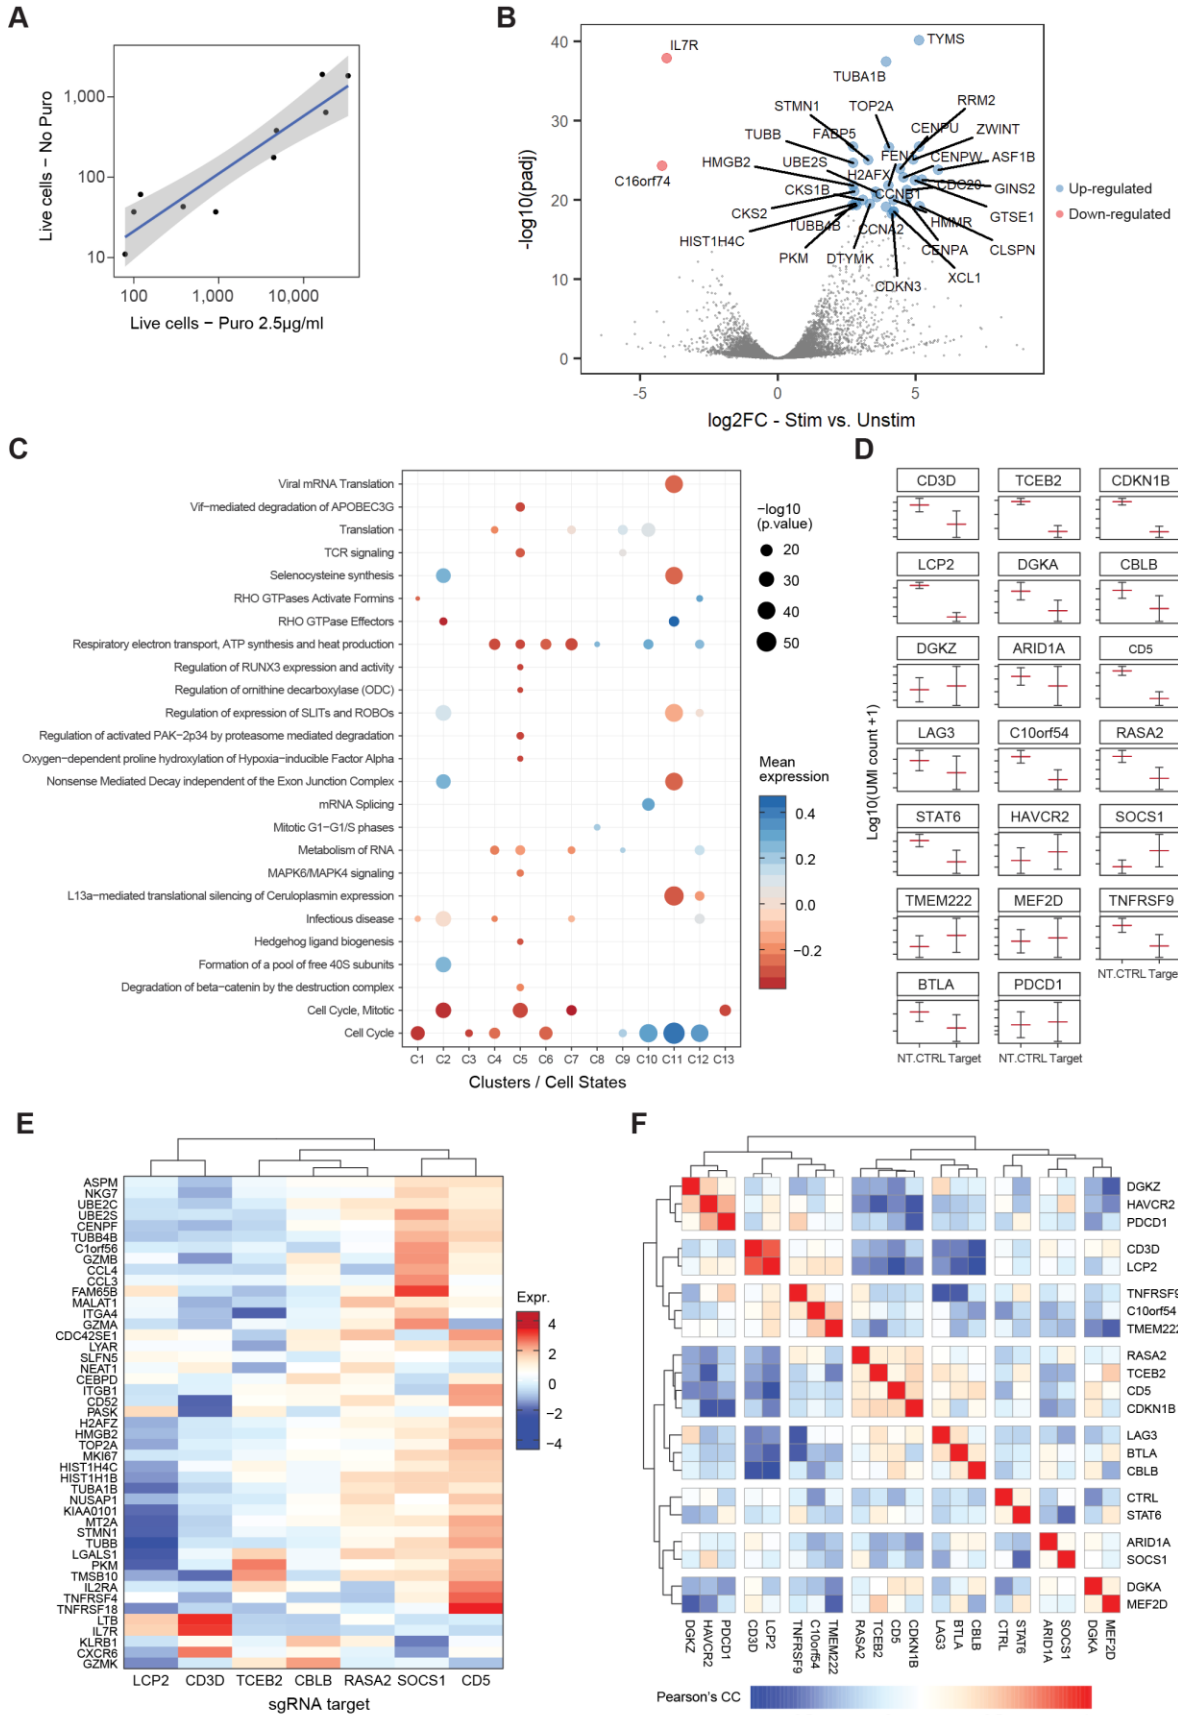 A
Live cells – No Puro
1,000
100
10
100
1,000
10,000
Live cells – Puro 2.5µg/ml
B
-log10(padj)
40
30
20
10
0
-5
0
5
log2FC - Stim vs. Unstim
IL7R
C16orf74
TYMS
TUBA1B
STMN1
TOP2A
RRM2
TUBB
FABP5
CENPU
ZWINT
HMGB2
UBE2S
FEN1
CENPW
ASF1B
H2AFX
CKS1B
CCNB1
CDC20
GINS2
CKS2
GTSE1
TUBB4B
CCNA2
HMMR
HIST1H4C
CENPA
CLSPN
PKM
DTYMK
XCL1
CDKN3
Up-regulated
Down-regulated
C
Viral mRNA Translation
Vif−mediated degradation of APOBEC3G
Translation
TCR signaling
Selenocysteine synthesis
RHO GTPases Activate Formins
RHO GTPase Effectors
Respiratory electron transport, ATP synthesis and heat production
Regulation of RUNX3 expression and activity
Regulation of ornithine decarboxylase (ODC)
Regulation of expression of SLITs and ROBOs
Regulation of activated PAK−2p34 by proteasome mediated degradation
Oxygen−dependent proline hydroxylation of Hypoxia−inducible Factor Alpha
Nonsense Mediated Decay independent of the Exon Junction Complex
mRNA Splicing
Mitotic G1−G1/S phases
Metabolism of RNA
MAPK6/MAPK4 signaling
L13a−mediated translational silencing of Ceruloplasmin expression
Infectious disease
Hedgehog ligand biogenesis
Formation of a pool of free 40S subunits
Degradation of beta−catenin by the destruction complex
Cell Cycle, Mitotic
Cell Cycle
C1 C2 C3 C4 C5 C6 C7 C8 C9 C10 C11 C12 C13
Clusters / Cell States
−log10
(p.value)
20
30
40
50
Mean
expression
0.4
0.2
0.0
−0.2
D
Log10(UMI count +1)
CD3D TCEB2 CDKN1B
LCP2 DGKA CBLB
DGKZ ARID1A CD5
LAG3 C10orf54 RASA2
STAT6 HAVCR2 SOCS1
TMEM222 MEF2D TNFRSF9
NT.CTRL Targe
BTLA PDCD1
NT.CTRL Target NT.CTRL Target
E
ASPM
NKG7
UBE2C
UBE2S
CENPF
TUBB4B
C1orf56
GZMB
CCL4
CCL3
FAM65B
MALAT1
ITGA4
GZMA
CDC42SE1
LYAR
SLFN5
NEAT1
CEBPD
ITGB1
CD52
PASK
H2AFZ
HMGB2
TOP2A
MKI67
HIST1H4C
HIST1H1B
TUBA1B
NUSAP1
KIAA0101
MT2A
STMN1
TUBB
LGALS1
PKM
TMSB10
IL2RA
TNFRSF4
TNFRSF18
LTB
IL7R
KLRB1
CXCR6
GZMK
LCP2 CD3D TCEB2 CBLB RASA2 SOCS1 CD5
sgRNA target
Expr.
4
2
0
−2
−4
F
DGKZ
HAVCR2
PDCD1
CD3D
LCP2
TNFRSF9
C10orf54
TMEM222
RASA2
TCEB2
CD5
CDKN1B
LAG3
BTLA
CBLB
CTRL
STAT6
ARID1A
SOCS1
DGKA
MEF2D
DGKZ HAVCR2 PDCD1 CD3D LCP2 TNFRSF9 C10orf54 TMEM222 RASA2 TCEB2 CD5 CDKN1B LAG3 BTLA CBLB CTRL STAT6 ARID1A SOCS1 DGKA MEF2D
Pearson's CC